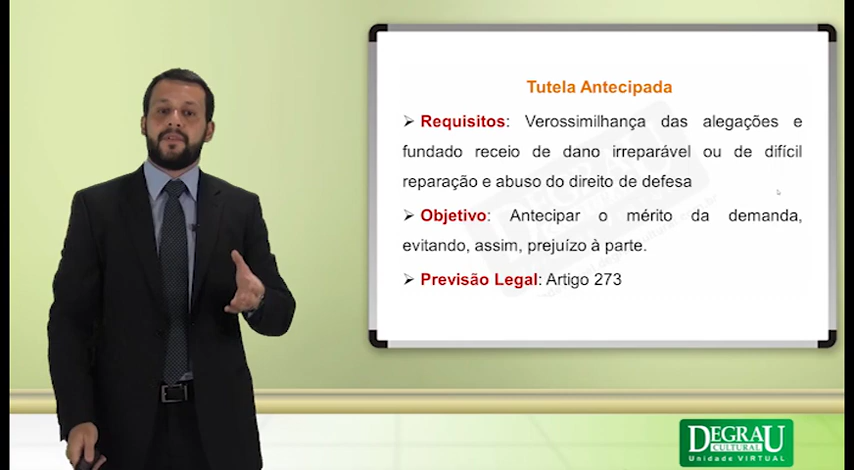 Tutela Antecipada
➢ Requisitos: Verossimilhança das alegações e
fundado receio de dano irreparável ou de difícil
reparação e abuso do direito de defesa
➢ Objetivo: Antecipar o mérito da demanda,
evitando, assim, prejuízo à parte.
➢ Previsão Legal: Artigo 273
DEGRAU
CULTURAL
Unidade VIRTUAL